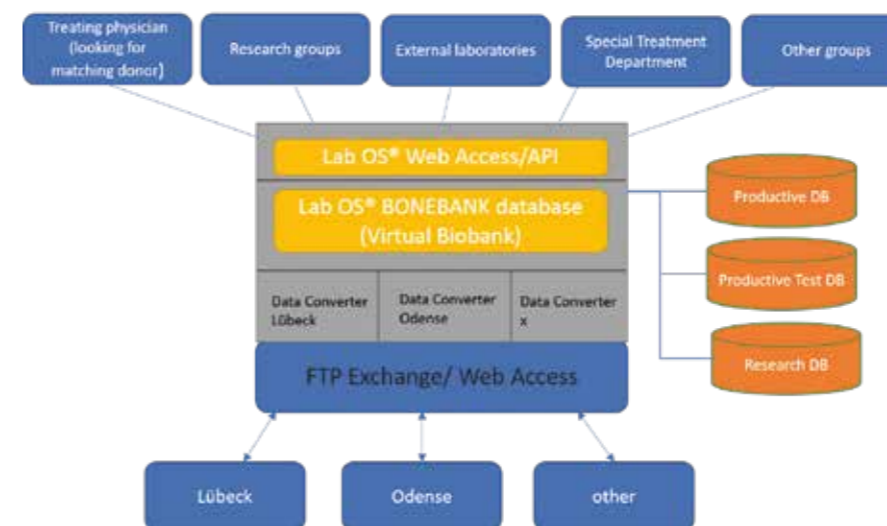 Treating physician
(looking for
matching donor)
Research groups
External laboratories
Special Treatment
Department
Other groups
Lab OS® Web Access/API
Lab OS® BONEBANK database
(Virtual Biobank)
Productive DB
Productive Test DB
Research DB
Data Converter
Lübeck
Data Converter
Odense
Data Converter
x
FTP Exchange/ Web Access
Lübeck
Odense
other